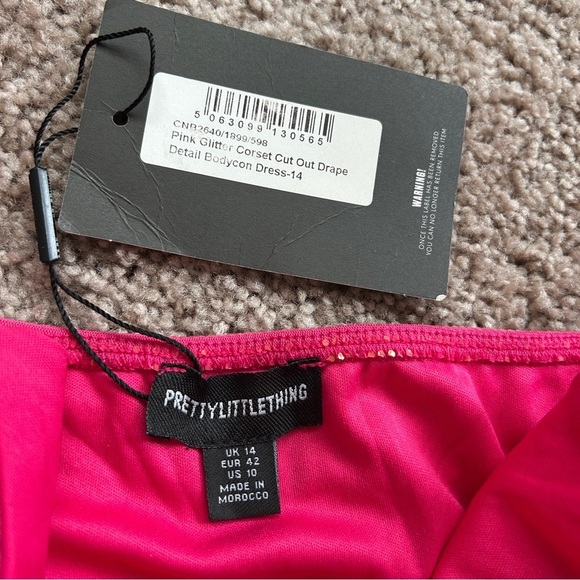 5 063099 130565
CNB2640/1899/598
Pink Glitter Corset Cut Out Drape
Detail Bodycon Dress-14
WARNING!
ONCE THIS LABEL HAS BEEN REMOVED
YOU CAN NO LONGER RETURN THIS ITEM
PRETTYLITTLETHING
UK 14
EUR 42
US 10
MADE IN
MOROCCO